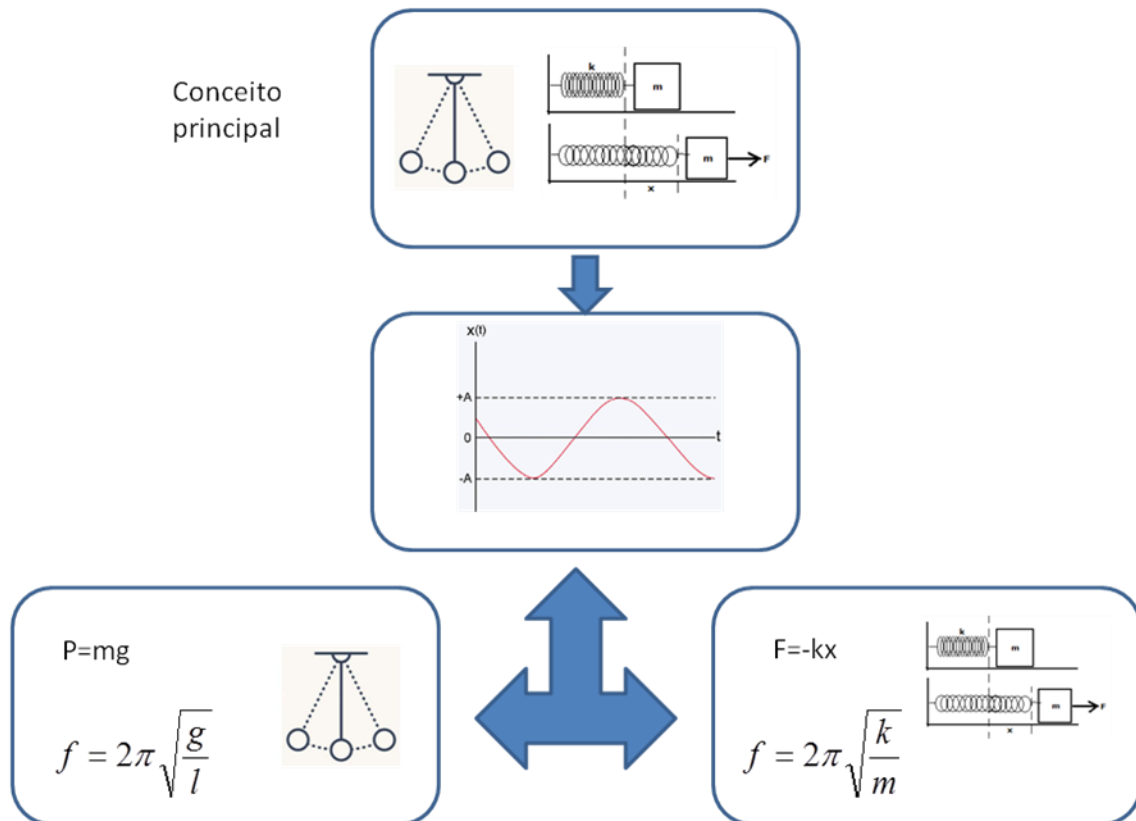 Conceito
principal
k
m
m
F
x
x(t)
+A
0
t
-A
P=mg
f = 2π√(g/l)
F=-kx
k
m
m
F
x
f = 2π√(k/m)